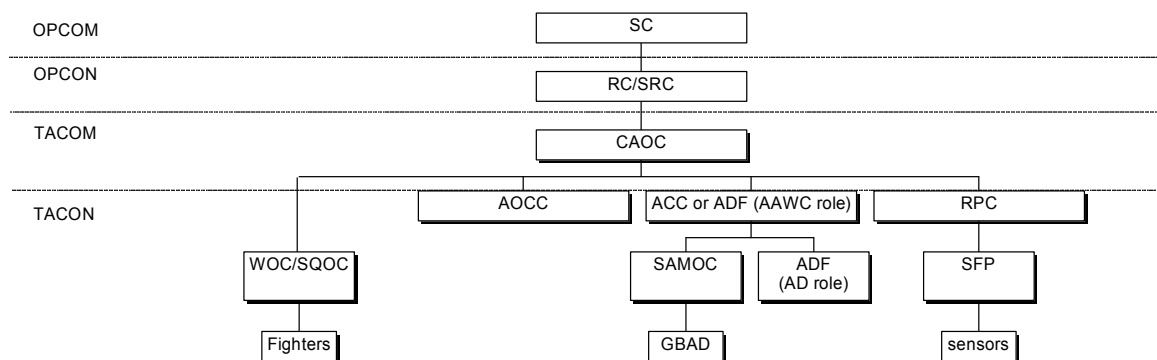 OPCOM
SC
OPCON
RC/SRC
TACOM
CAOC
TACON
AOCC
ACC or ADF (AAWC role)
RPC
WOC/SQOC
SAMOC
ADF
(AD role)
SFP
Fighters
GBAD
sensors